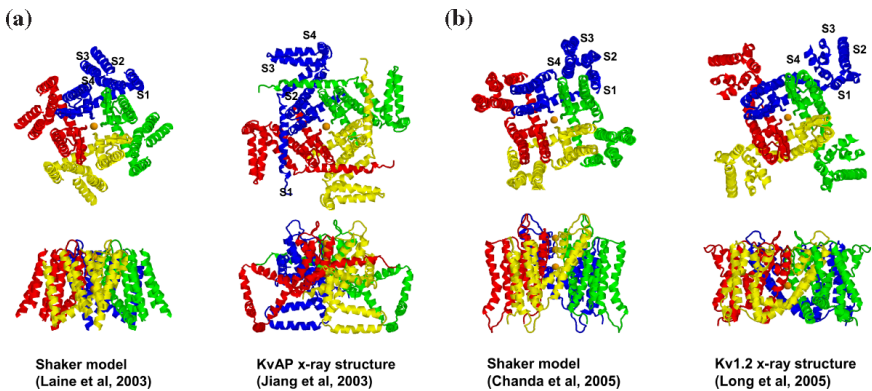 (a)
S3
S2
S4
S1
S4
S3
S2
S1
(b)
S3
S4
S2
S1
S3
S2
S4
S1
Shaker model
(Laine et al, 2003)
KvAP x-ray structure
(Jiang et al, 2003)
Shaker model
(Chanda et al, 2005)
Kv1.2 x-ray structure
(Long et al, 2005)